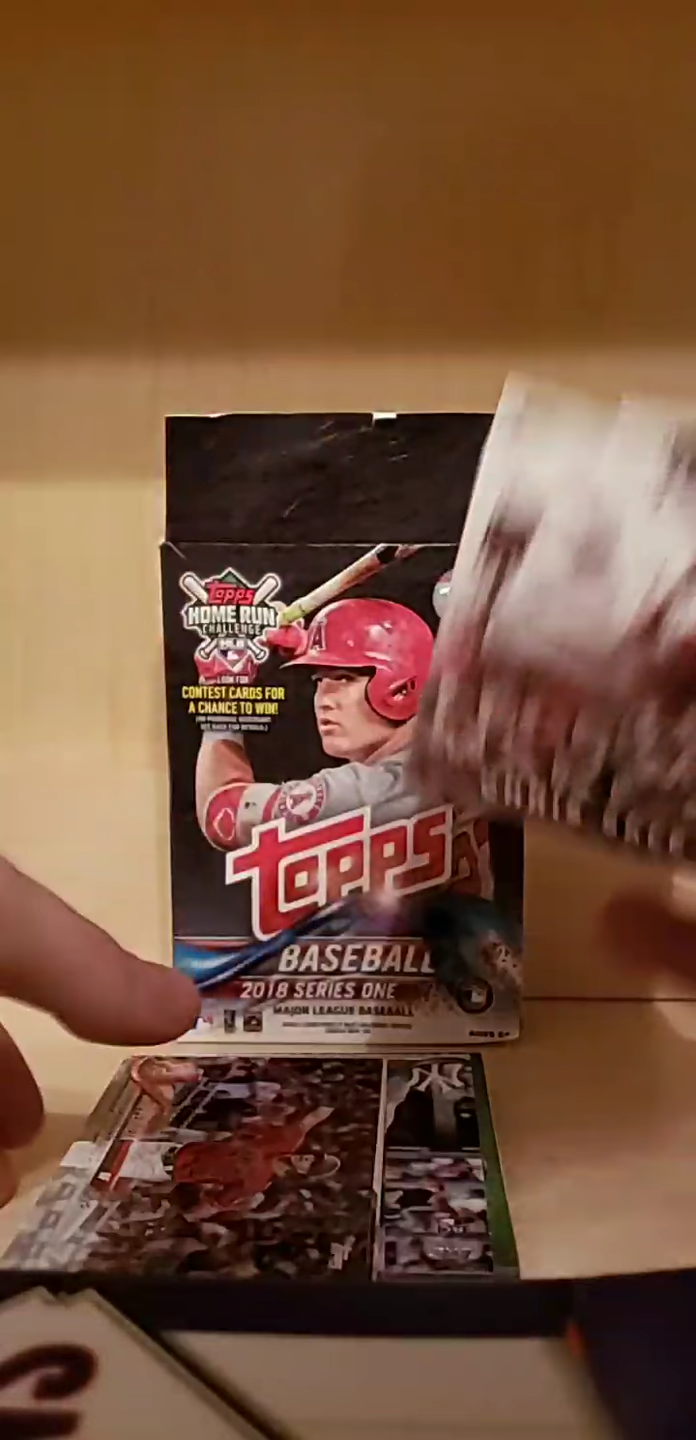 Topps
HOME RUN
CHALLENGE
LOOK FOR
CONTEST CARDS FOR
A CHANCE TO WIN!
A
Topps
BASEBALL
2018 SERIES ONE
MAJOR LEAGUE BASEBALL